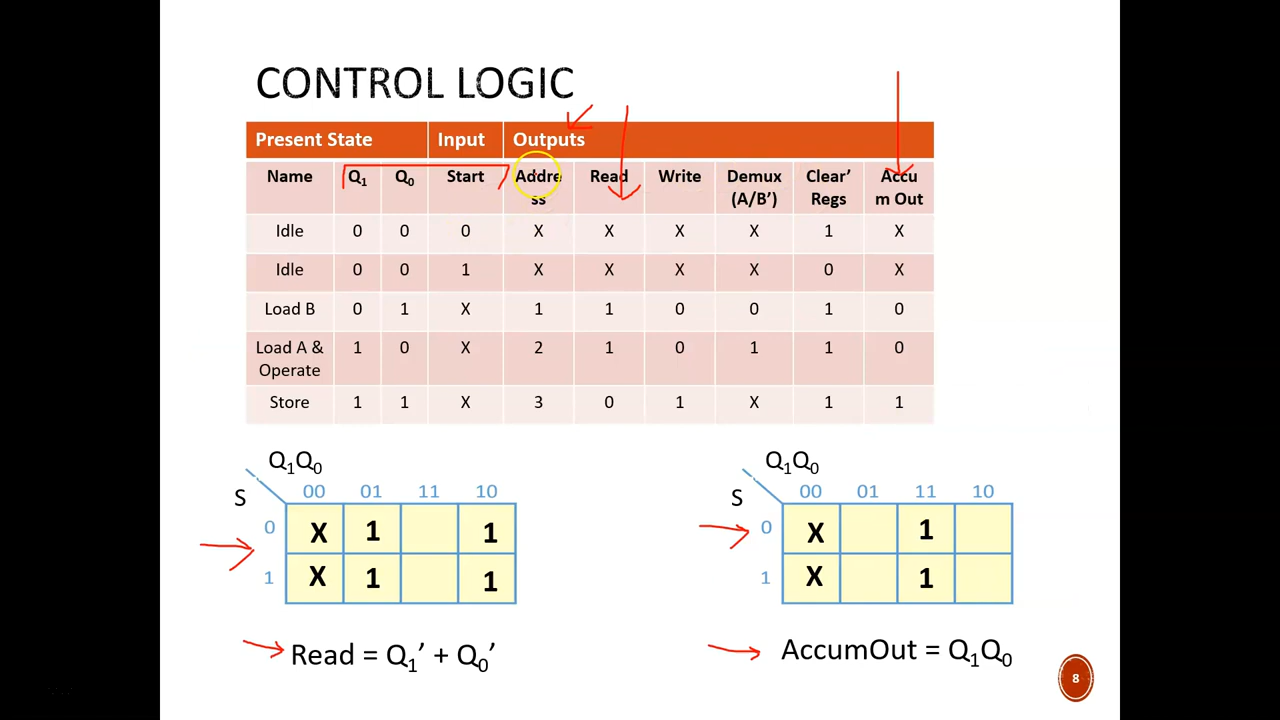 CONTROL LOGIC
Present State Input Outputs
Name Q₁ Q₀ Start Addre Read Write Demux Clear’ Accu
ss (A/B’) Regs m Out
Idle 0 0 0 X X X X 1 X
Idle 0 0 1 X X X X 0 X
Load B 0 1 X 1 1 0 0 1 0
Load A & 1 0 X 2 1 0 1 1 0
Operate
Store 1 1 X 3 0 1 X 1 1
Q₁Q₀
S 00 01 11 10
0 X 1 1
1 X 1 1
Read = Q₁’ + Q₀’
Q₁Q₀
S 00 01 11 10
0 X 1
1 X 1
AccumOut = Q₁Q₀
8